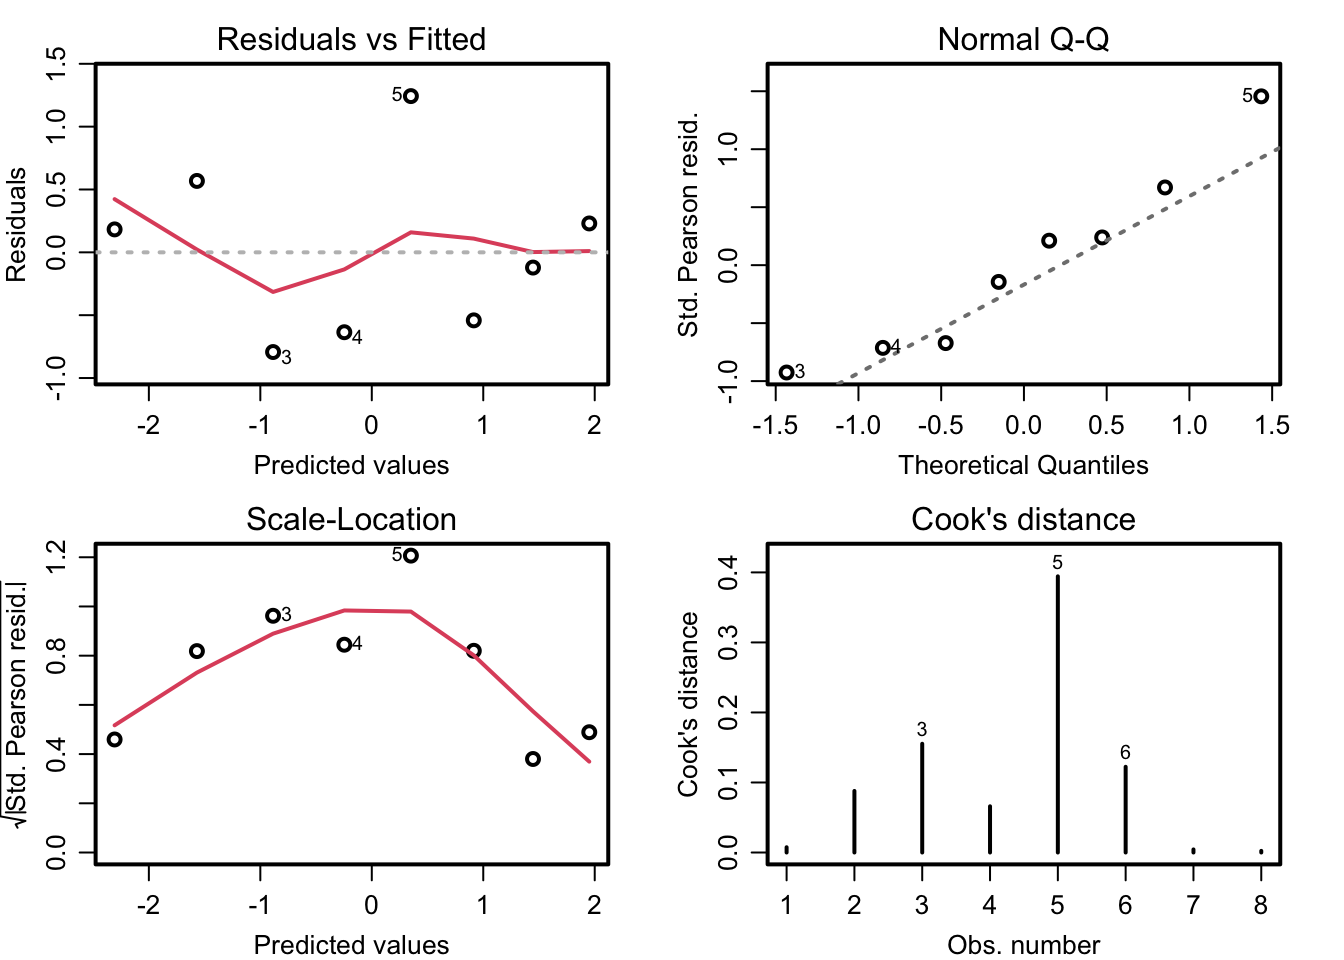 Residuals vs Fitted
Residuals
1.5
1.0
0.5
0.0
-1.0
5
3
4
-2 -1 0 1 2
Predicted values
Normal Q-Q
Std. Pearson resid.
1.0
0.0
-1.0
5
4
3
-1.5 -1.0 -0.5 0.0 0.5 1.0 1.5
Theoretical Quantiles
Scale-Location
√|Std. Pearson resid.|
1.2
0.8
0.4
0.0
5
3
4
-2 -1 0 1 2
Predicted values
Cook's distance
Cook's distance
0.4
0.3
0.2
0.1
0.0
5
3
6
1 2 3 4 5 6 7 8
Obs. number